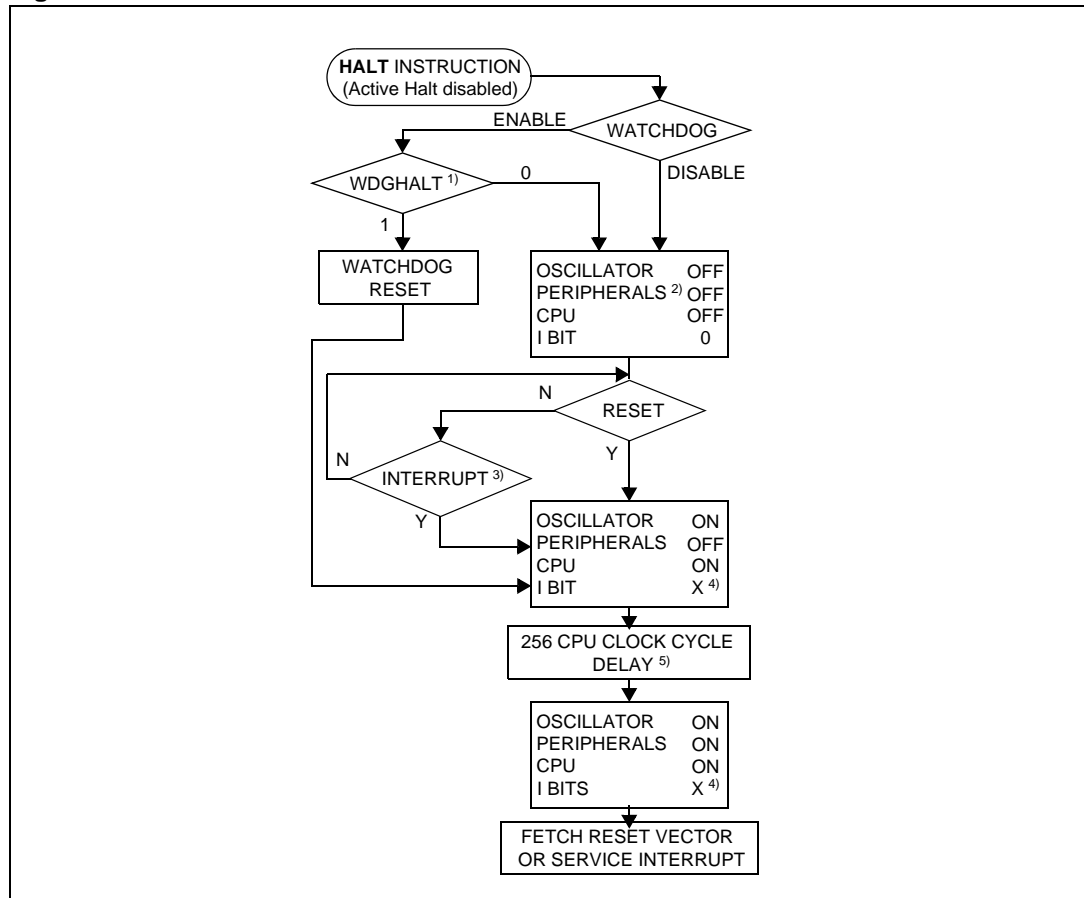 HALT INSTRUCTION
(Active Halt disabled)
ENABLE
WATCHDOG
DISABLE
WDGHALT 1)
0
1
WATCHDOG
RESET
OSCILLATOR OFF
PERIPHERALS 2) OFF
CPU OFF
I BIT 0
N
RESET
Y
N
INTERRUPT 3)
Y
OSCILLATOR ON
PERIPHERALS OFF
CPU ON
I BIT X 4)
256 CPU CLOCK CYCLE
DELAY 5)
OSCILLATOR ON
PERIPHERALS ON
CPU ON
I BITS X 4)
FETCH RESET VECTOR
OR SERVICE INTERRUPT